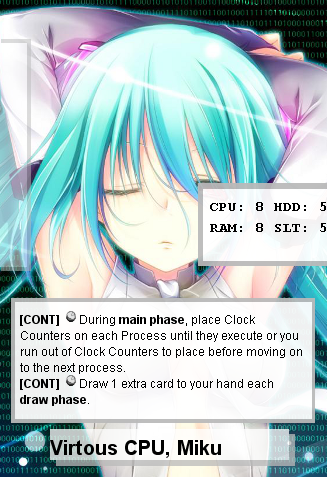 CPU: 8 HDD: 5
RAM: 8 SLT: 5
[CONT] During main phase, place Clock
Counters on each Process until they execute or you
run out of Clock Counters to place before moving on
to the next process.
[CONT] Draw 1 extra card to your hand each
draw phase.
Virtous CPU, Miku